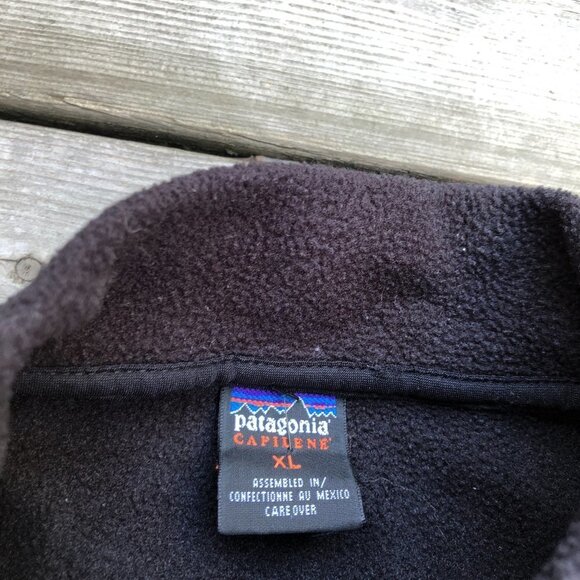 patagonia®
CAPILENE®
XL
ASSEMBLED IN/
CONFECTIONNE AU MEXICO
CARE OVER